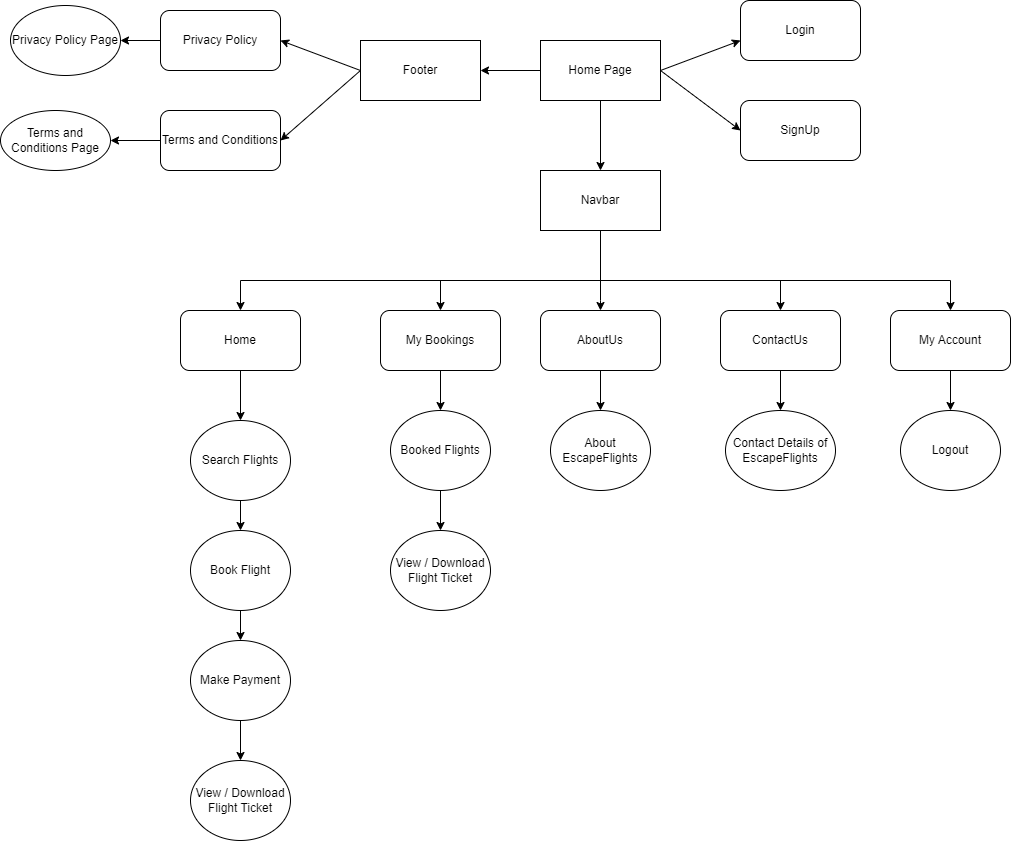 Privacy Policy Page
Privacy Policy
Footer
Home Page
Login
Terms and
Conditions Page
Terms and Conditions
SignUp
Navbar
Home
My Bookings
AboutUs
ContactUs
My Account
Search Flights
Booked Flights
About
EscapeFlights
Contact Details of
EscapeFlights
Logout
Book Flight
View / Download
Flight Ticket
Make Payment
View / Download
Flight Ticket